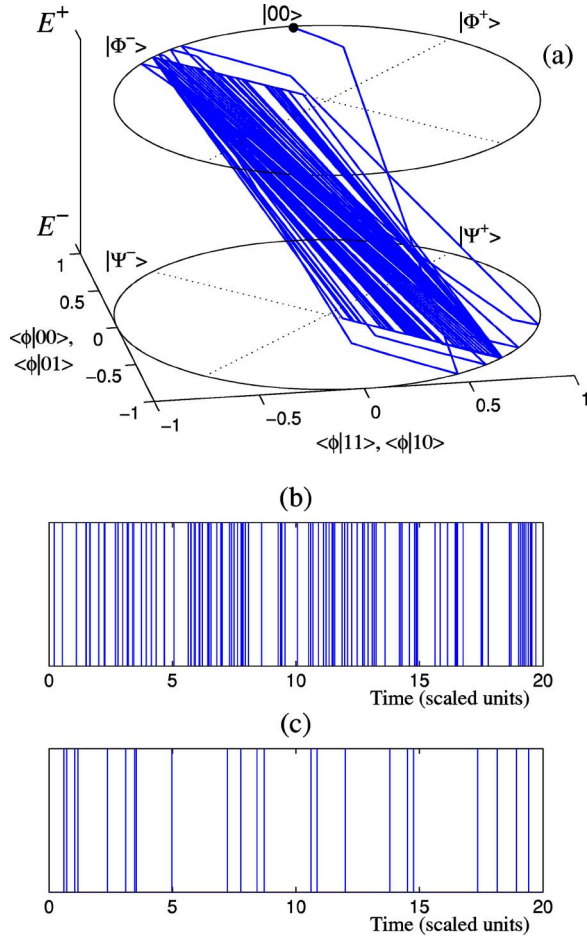 |00>
E⁺
|Φ⁻>
|Φ⁺>
(a)
E⁻
|Ψ⁻>
|Ψ⁺>
1
0.5
0
−0.5
−1
<ϕ|00>,
<ϕ|01>
−1
−0.5
0
0.5
1
<ϕ|11>, <ϕ|10>
(b)
0
5
10
15
20
Time (scaled units)
(c)
0
5
10
15
20
Time (scaled units)